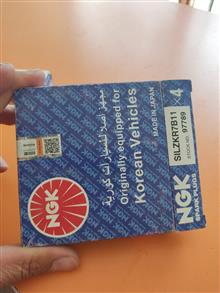 مجهز أصلا للسيارات كورية
Originally equipped for
Korean Vehicles
MADE IN JAPAN
NGK
NGK
SPARK PLUGS
SILZKR7B11
STOCK NO. 97789
×4